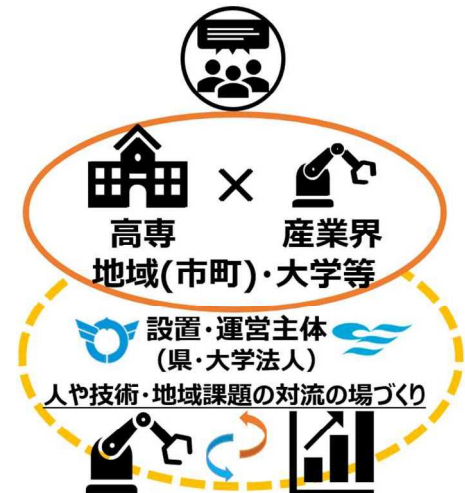 高専 × 産業界
地域(市町)・大学等
設置・運営主体
(県・大学法人)
人や技術・地域課題の対流の場づくり